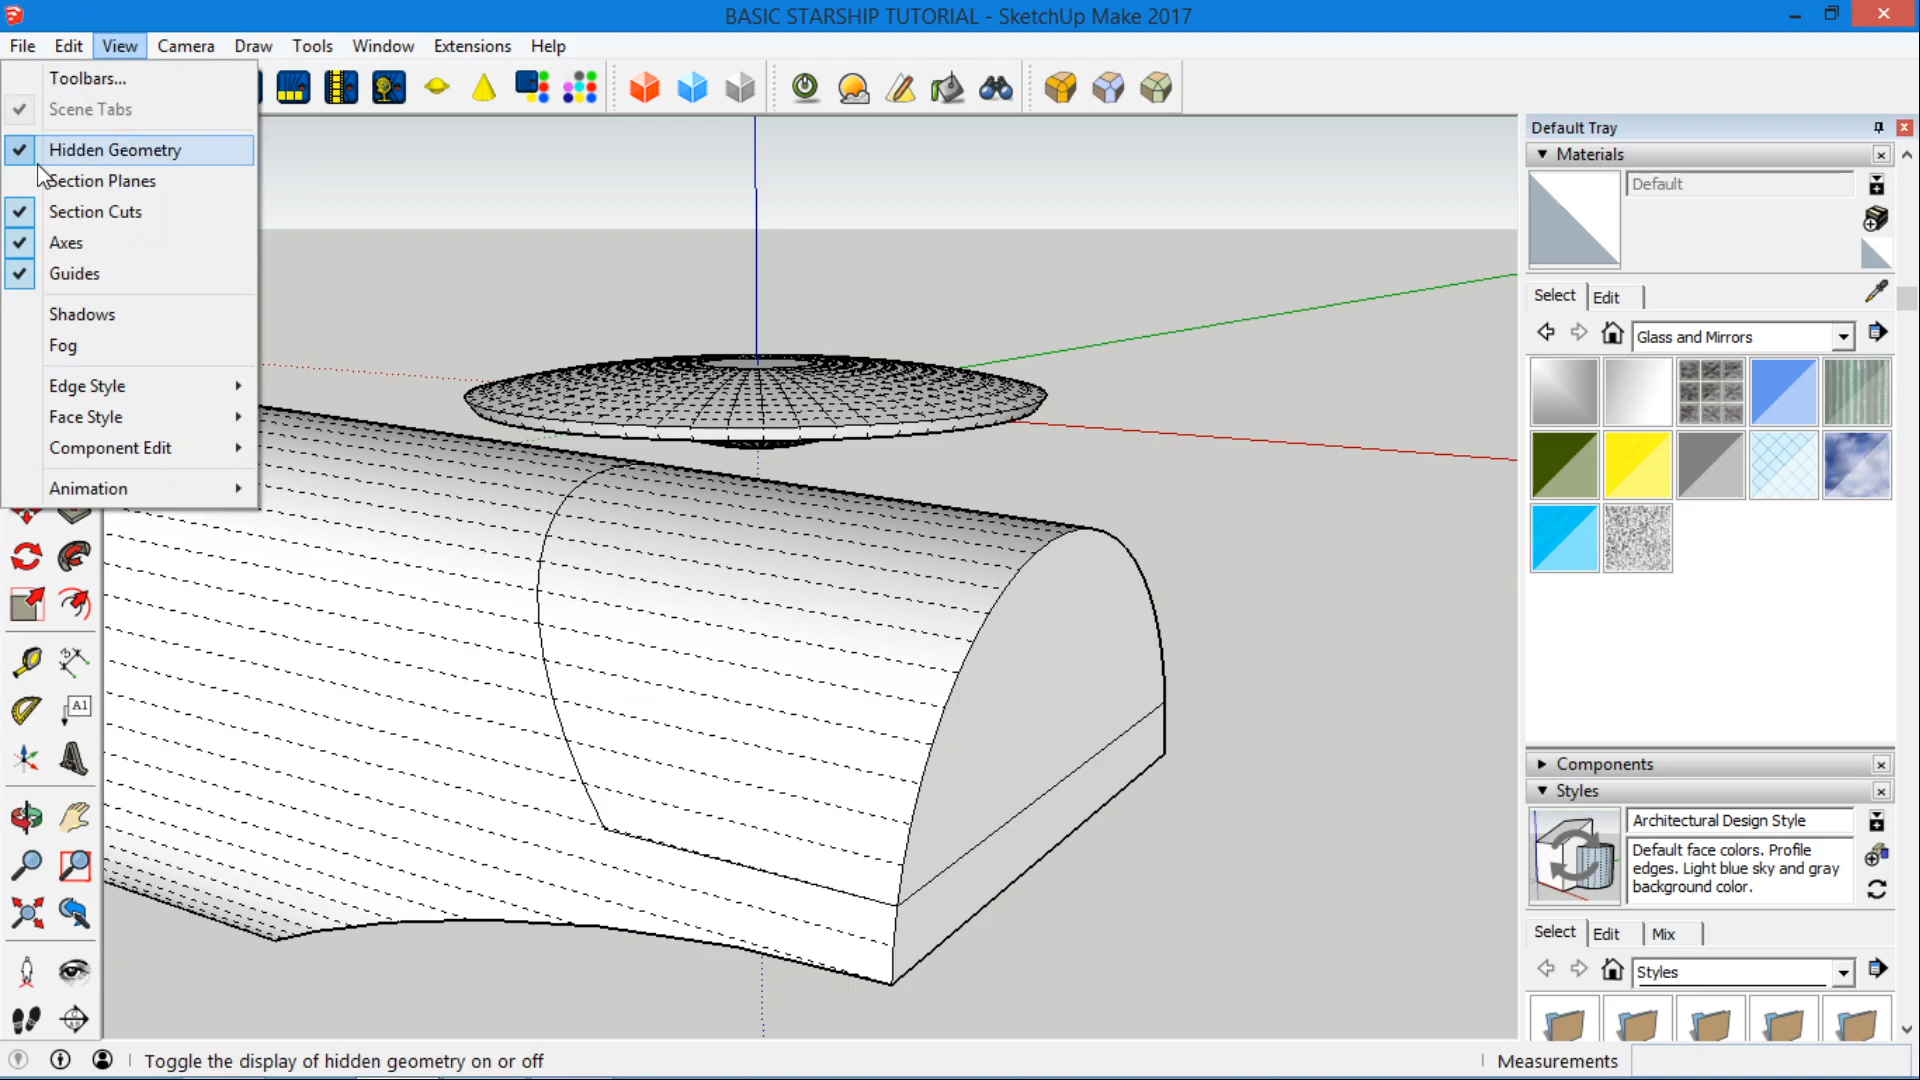 BASIC STARSHIP TUTORIAL - SketchUp Make 2017
File Edit View Camera Draw Tools Window Extensions Help
Toolbars...
Scene Tabs
Hidden Geometry
Section Planes
Section Cuts
Axes
Guides
Shadows
Fog
Edge Style
Face Style
Component Edit
Animation
A1
Default Tray
Materials
Default
Select Edit
Glass and Mirrors
Components
Styles
Architectural Design Style
Default face colors. Profile
edges. Light blue sky and gray
background color.
Select Edit Mix
Styles
Toggle the display of hidden geometry on or off
Measurements